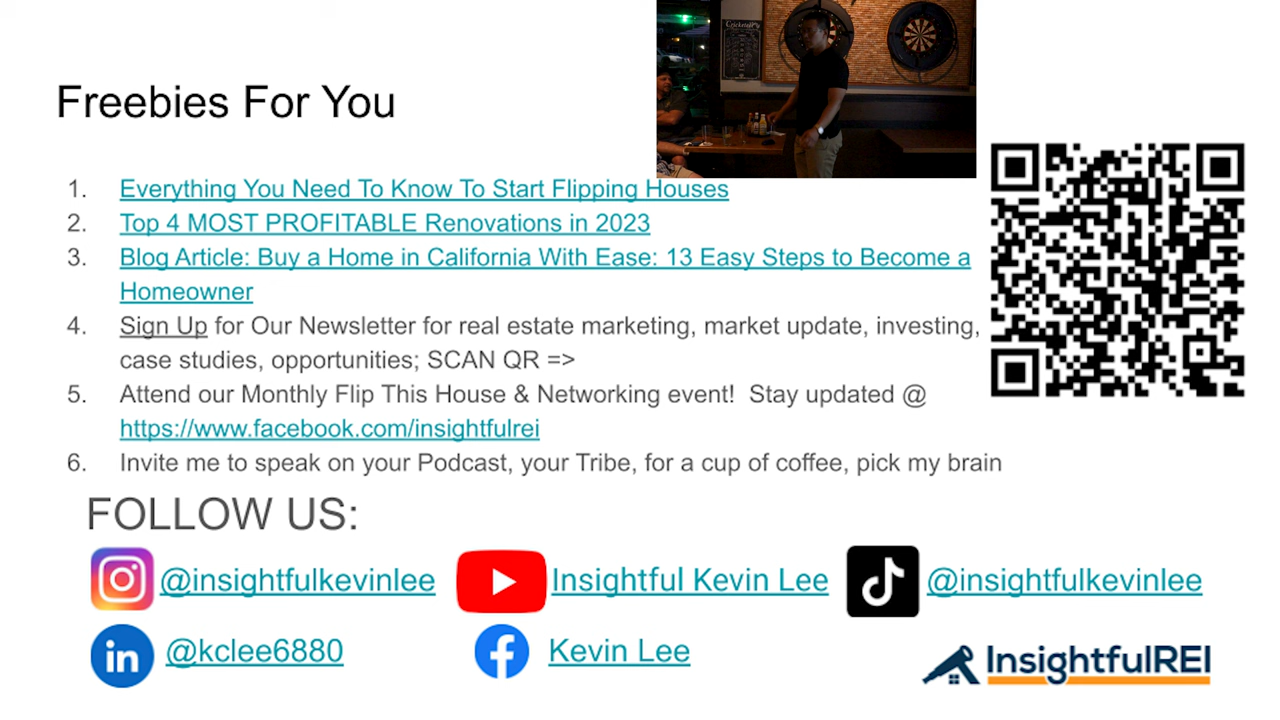 Freebies For You
1. Everything You Need To Know To Start Flipping Houses
2. Top 4 MOST PROFITABLE Renovations in 2023
3. Blog Article: Buy a Home in California With Ease: 13 Easy Steps to Become a
Homeowner
4. Sign Up for Our Newsletter for real estate marketing, market update, investing,
case studies, opportunities; SCAN QR =>
5. Attend our Monthly Flip This House & Networking event!  Stay updated @
https://www.facebook.com/insightfulrei
6. Invite me to speak on your Podcast, your Tribe, for a cup of coffee, pick my brain
FOLLOW US:
@insightfulkevinlee Insightful Kevin Lee @insightfulkevinlee
@kclee6880 Kevin Lee
InsightfulREI